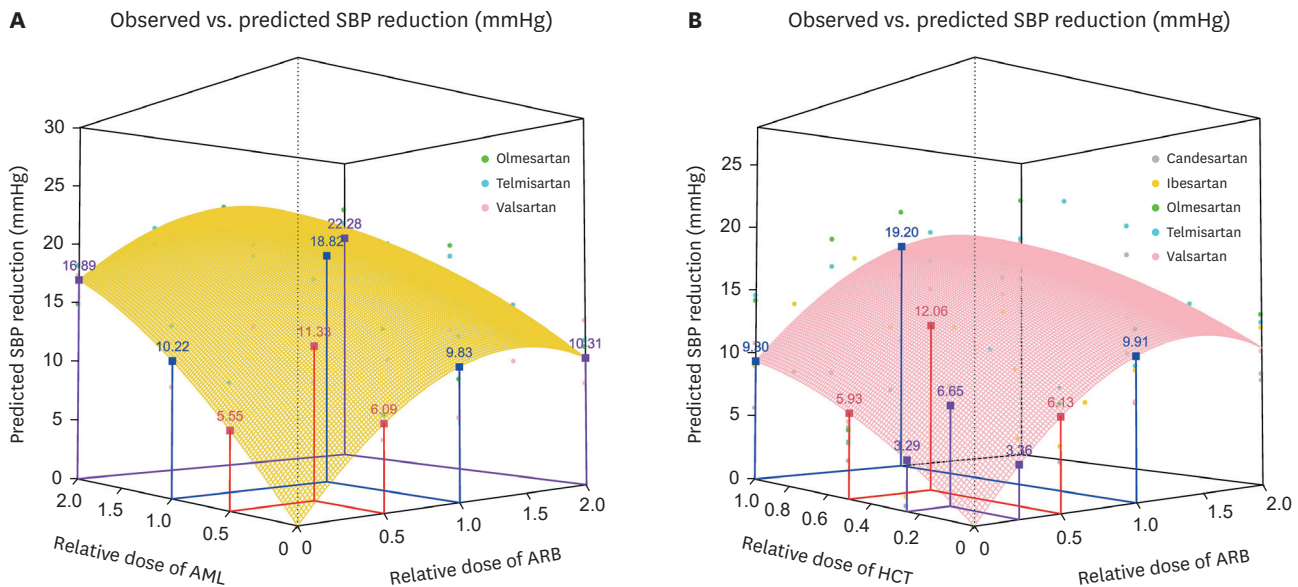 A
Observed vs. predicted SBP reduction (mmHg)
Predicted SBP reduction (mmHg)
30
25
20
15
10
5
0
Olmesartan
Telmisartan
Valsartan
22.28
18.82
16.89
11.33
10.22
9.83
10.31
5.55
6.09
2.0
1.5
1.0
0.5
0
0
0.5
1.0
1.5
2.0
Relative dose of AML
Relative dose of ARB
B
Observed vs. predicted SBP reduction (mmHg)
Predicted SBP reduction (mmHg)
25
20
15
10
5
0
Candesartan
Ibesartan
Olmesartan
Telmisartan
Valsartan
19.20
12.06
9.30
9.91
6.65
5.93
6.13
3.29
3.36
1.0
0.8
0.6
0.4
0.2
0
0
0.5
1.0
1.5
2.0
Relative dose of HCT
Relative dose of ARB